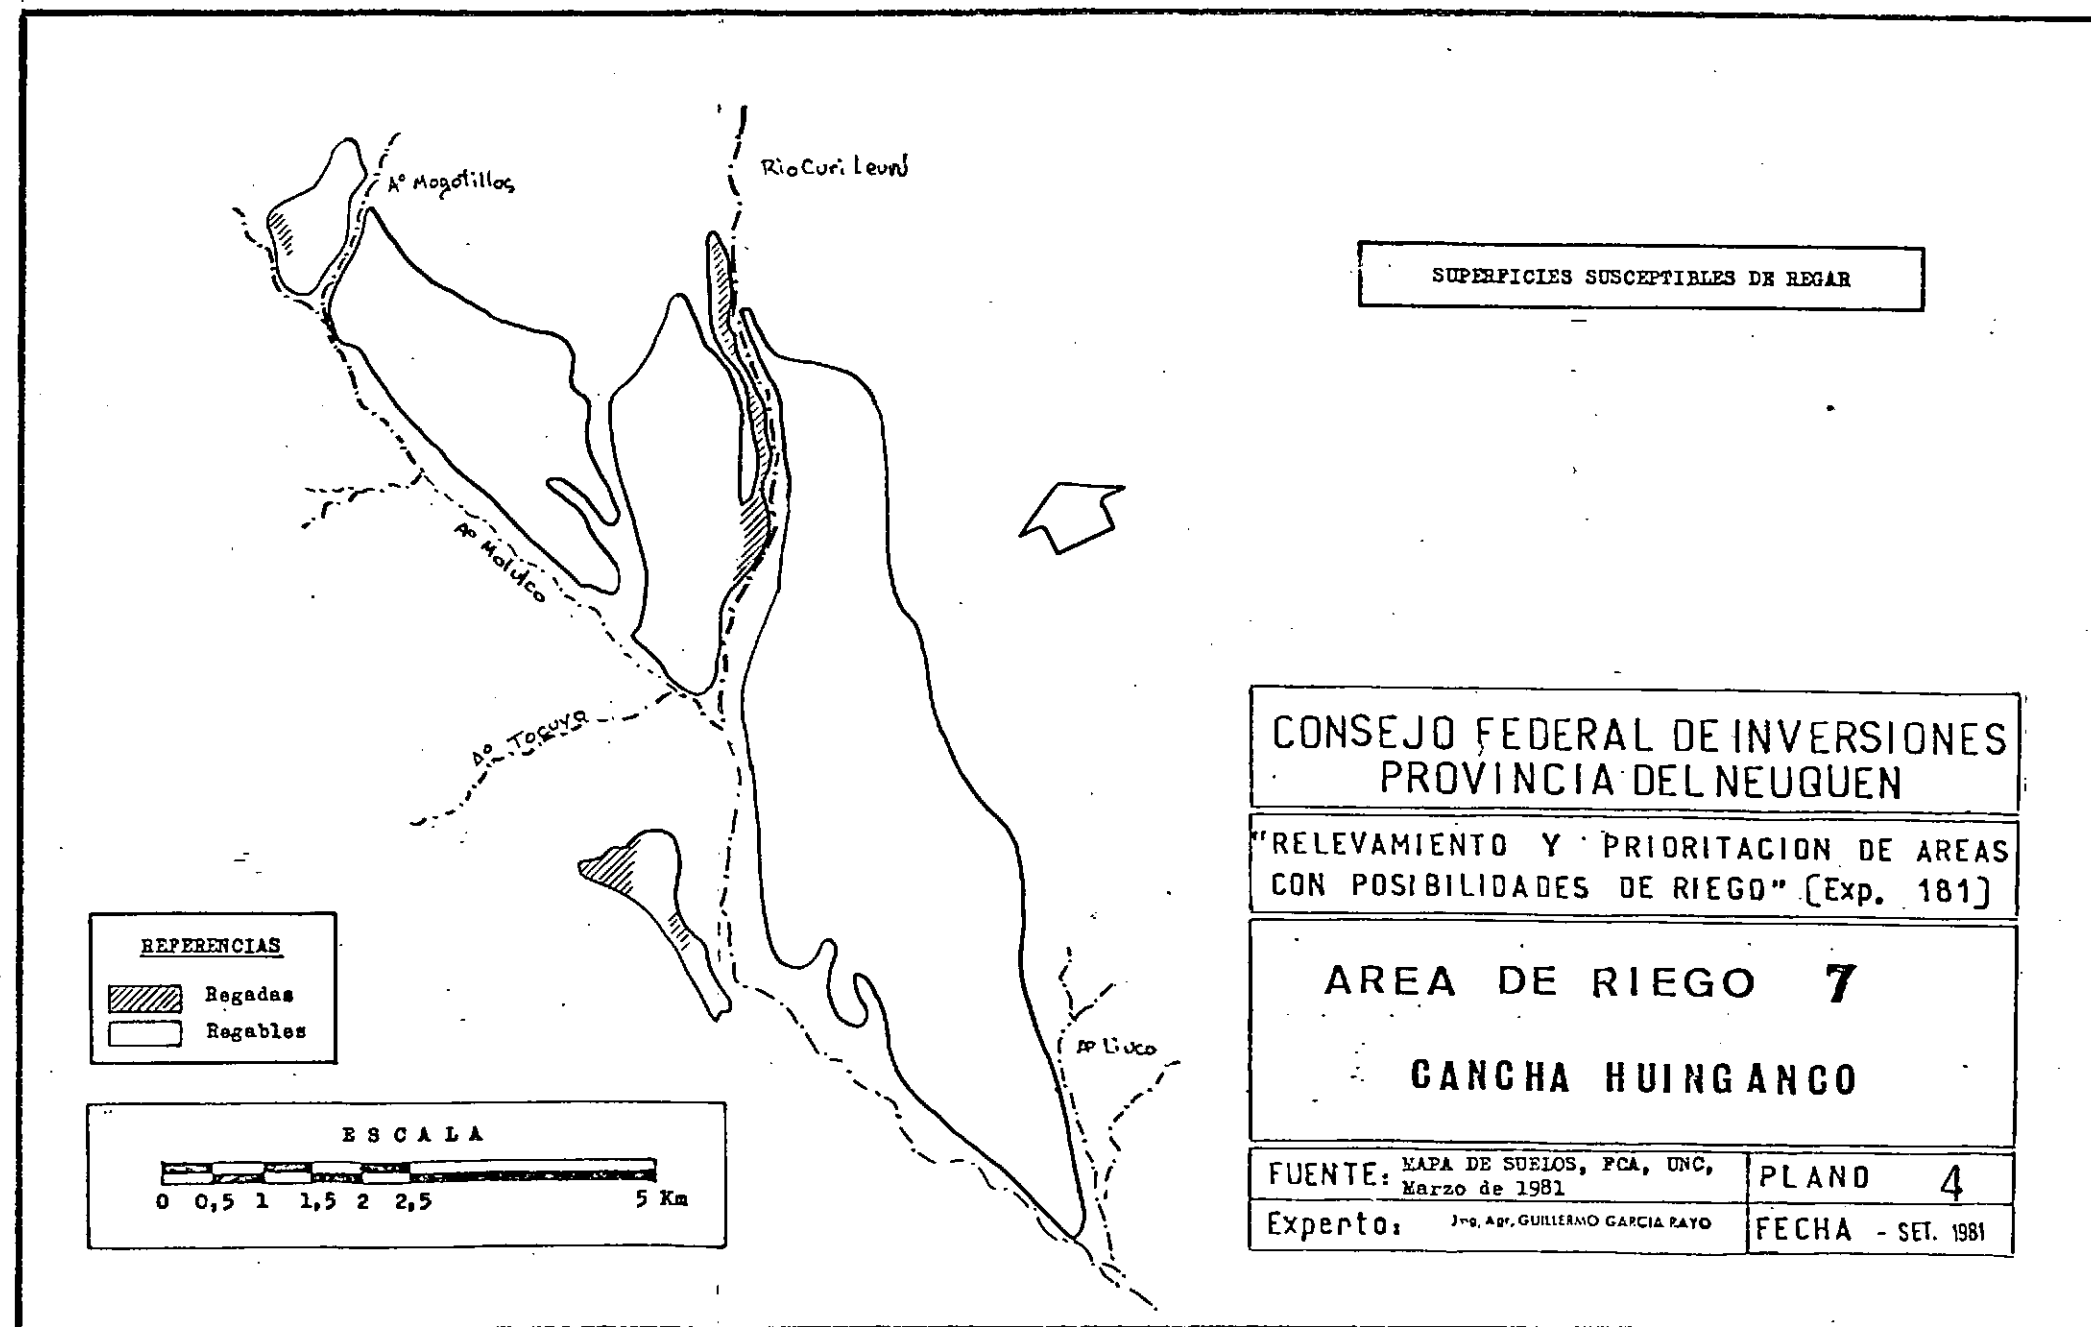 Aº Mogotillos
Rio Curi Leuvú
SUPERFICIES SUSCEPTIBLES DE REGAR
Aº Molulco
Aº Tocuyo
Aº Liuco
REFERENCIAS
Regadas
Regables
ESCALA
0 0,5 1 1,5 2 2,5 5 Km
CONSEJO FEDERAL DE INVERSIONES
PROVINCIA DEL NEUQUEN
"RELEVAMIENTO Y PRIORITACION DE AREAS
CON POSIBILIDADES DE RIEGO" (Exp. 181)
AREA DE RIEGO 7
CANCHA HUINGANCO
FUENTE: MAPA DE SUELOS, FCA, UNC,
Marzo de 1981
PLANO 4
Experto: Ing. Agr. GUILLERMO GARCIA RAYO
FECHA - SET. 1981